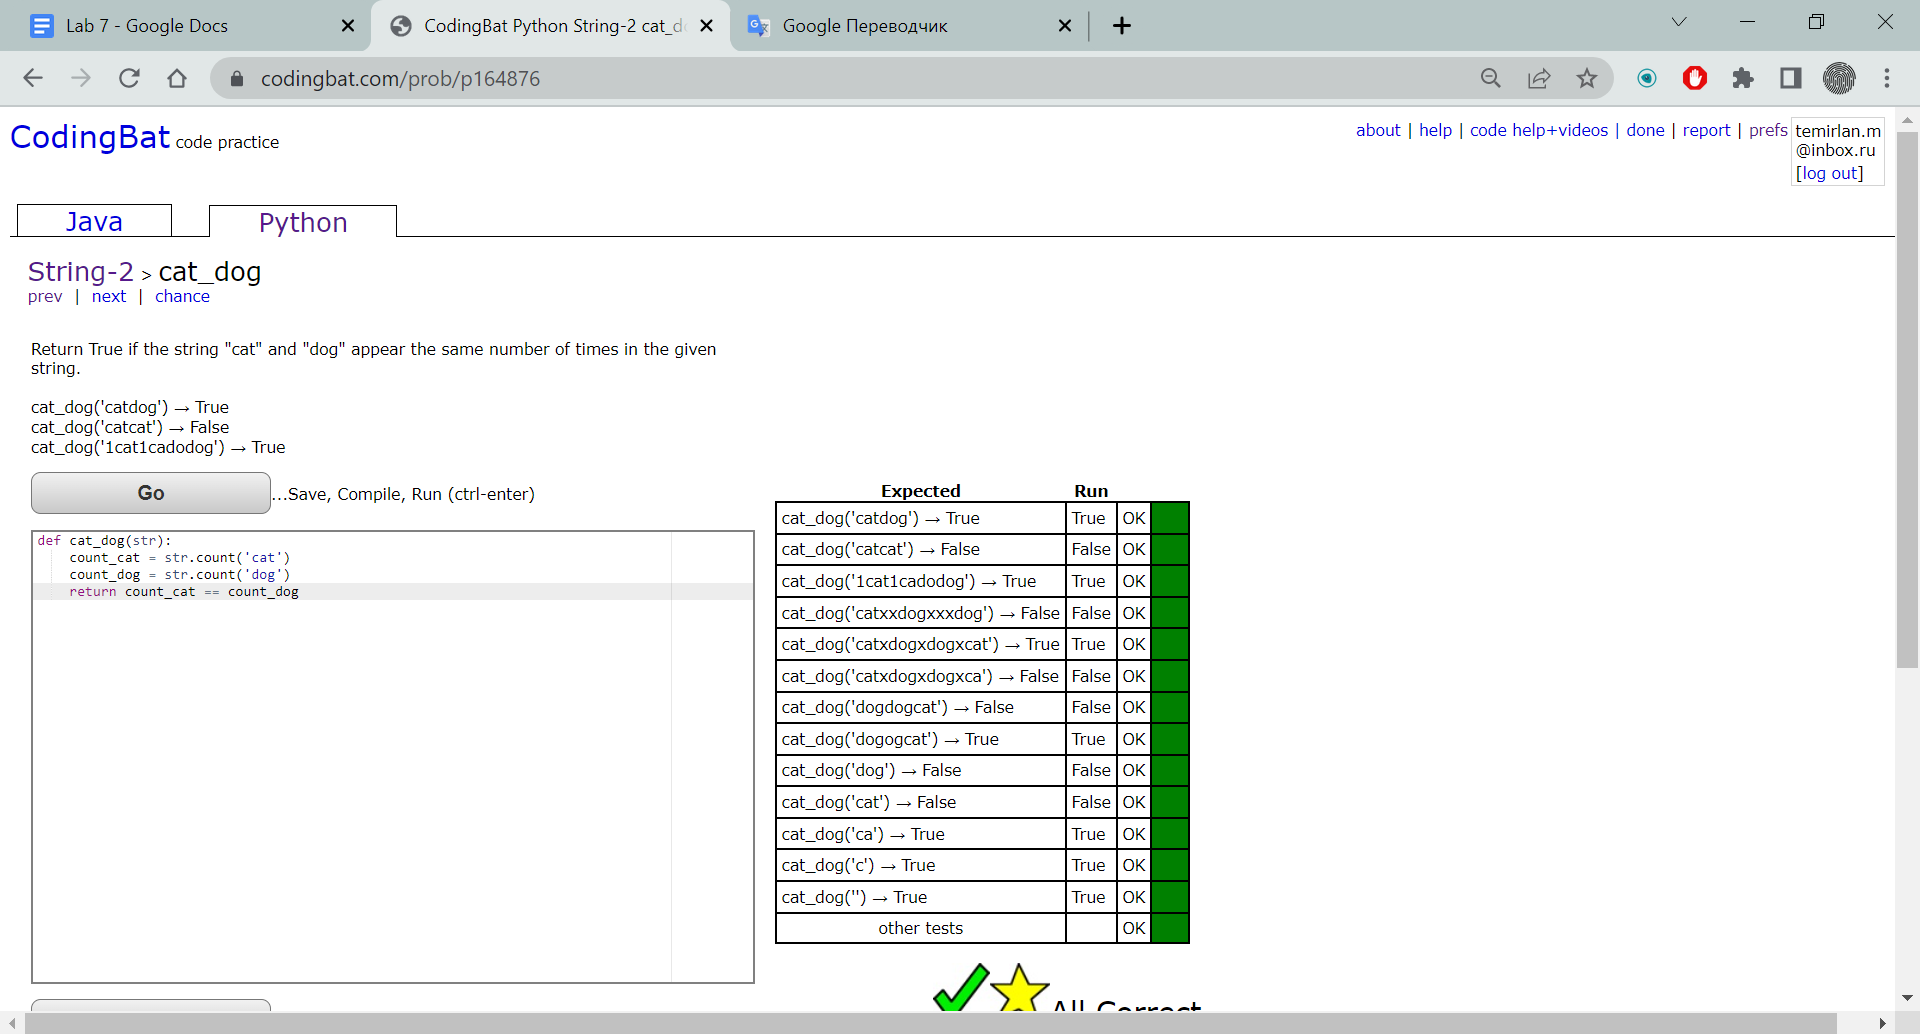 Lab 7 - Google Docs
CodingBat Python String-2 cat_d
Google Переводчик
codingbat.com/prob/p164876
CodingBat code practice
about | help | code help+videos | done | report | prefs
temirlan.m
@inbox.ru
[log out]
Java
Python
String-2 > cat_dog
prev | next | chance
Return True if the string "cat" and "dog" appear the same number of times in the given
string.
cat_dog('catdog') → True
cat_dog('catcat') → False
cat_dog('1cat1cadodog') → True
Go
...Save, Compile, Run (ctrl-enter)
def cat_dog(str):
    count_cat = str.count('cat')
    count_dog = str.count('dog')
    return count_cat == count_dog
Expected Run
cat_dog('catdog') → True True OK
cat_dog('catcat') → False False OK
cat_dog('1cat1cadodog') → True True OK
cat_dog('catxxdogxxxdog') → False False OK
cat_dog('catxdogxdogxcat') → True True OK
cat_dog('catxdogxdogxca') → False False OK
cat_dog('dogdogcat') → False False OK
cat_dog('dogogcat') → True True OK
cat_dog('dog') → False False OK
cat_dog('cat') → False False OK
cat_dog('ca') → True True OK
cat_dog('c') → True True OK
cat_dog('') → True True OK
other tests OK
All Correct